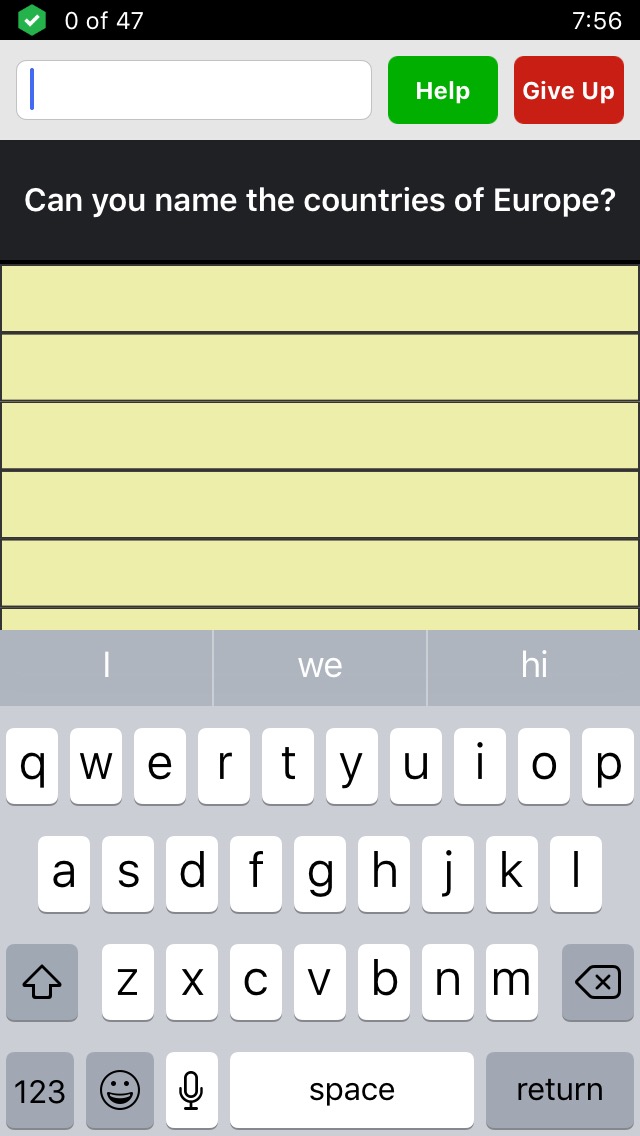 0 of 47 7:56
Help Give Up
Can you name the countries of Europe?
I we hi
q w e r t y u i o p
a s d f g h j k l
z x c v b n m
123 space return